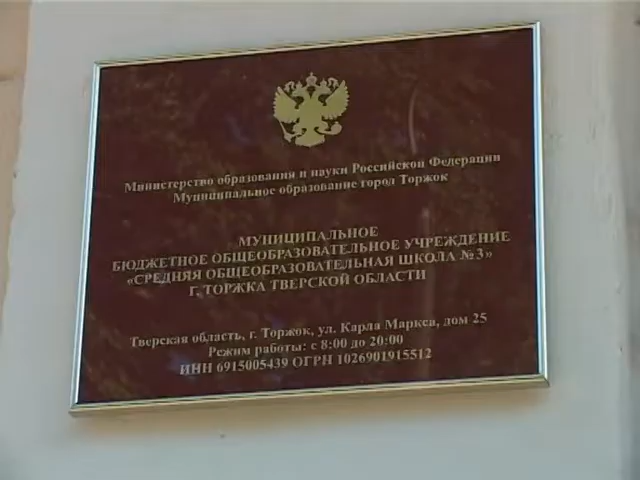 Министерство образования и науки Российской Федерации
Муниципальное образование город Торжок
МУНИЦИПАЛЬНОЕ
БЮДЖЕТНОЕ ОБЩЕОБРАЗОВАТЕЛЬНОЕ УЧРЕЖДЕНИЕ
«СРЕДНЯЯ ОБЩЕОБРАЗОВАТЕЛЬНАЯ ШКОЛА №3»
Г. ТОРЖКА ТВЕРСКОЙ ОБЛАСТИ
Тверская область, г. Торжок, ул. Карла Маркса, дом 25
Режим работы: с 8:00 до 20:00
ИНН 6915005439 ОГРН 1026901915512